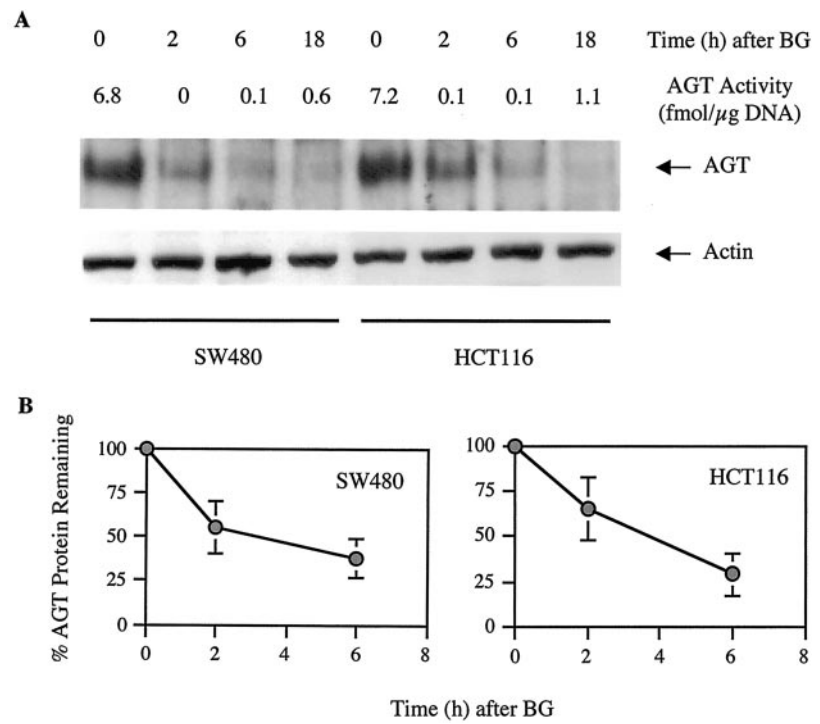 A
0 2 6 18 0 2 6 18 Time (h) after BG
6.8 0 0.1 0.6 7.2 0.1 0.1 1.1 AGT Activity
(fmol/µg DNA)
← AGT
← Actin
SW480 HCT116
B
% AGT Protein Remaining
100
75
50
25
0
0 2 4 6 8
SW480
100
75
50
25
0
0 2 4 6 8
HCT116
Time (h) after BG